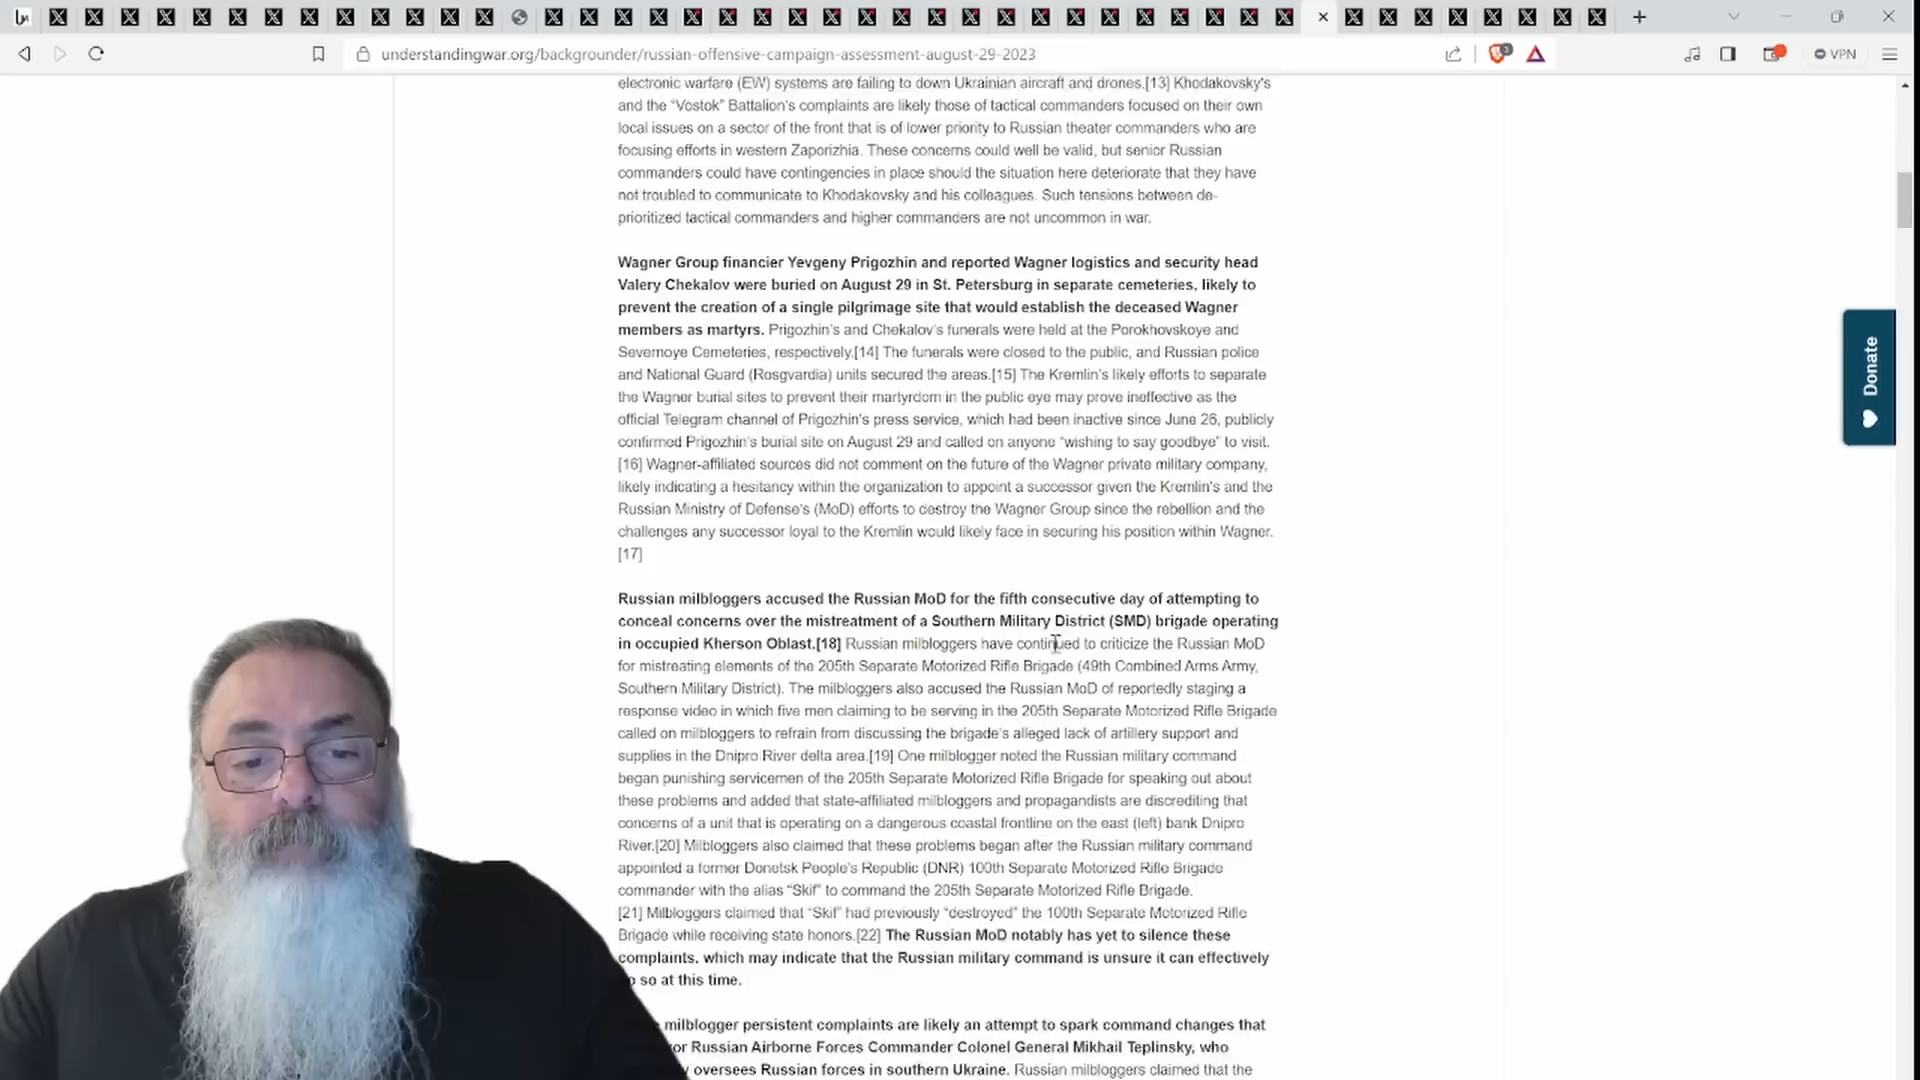 understandingwar.org/backgrounder/russian-offensive-campaign-assessment-august-29-2023
VPN
electronic warfare (EW) systems are failing to down Ukrainian aircraft and drones.[13] Khodakovsky's
and the “Vostok” Battalion's complaints are likely those of tactical commanders focused on their own
local issues on a sector of the front that is of lower priority to Russian theater commanders who are
focusing efforts in western Zaporizhia. These concerns could well be valid, but senior Russian
commanders could have contingencies in place should the situation here deteriorate that they have
not troubled to communicate to Khodakovsky and his colleagues. Such tensions between de-
prioritized tactical commanders and higher commanders are not uncommon in war.
Wagner Group financier Yevgeny Prigozhin and reported Wagner logistics and security head
Valery Chekalov were buried on August 29 in St. Petersburg in separate cemeteries, likely to
prevent the creation of a single pilgrimage site that would establish the deceased Wagner
members as martyrs. Prigozhin's and Chekalov's funerals were held at the Porokhovskoye and
Severnoye Cemeteries, respectively.[14] The funerals were closed to the public, and Russian police
and National Guard (Rosgvardia) units secured the areas.[15] The Kremlin's likely efforts to separate
the Wagner burial sites to prevent their martyrdom in the public eye may prove ineffective as the
official Telegram channel of Prigozhin's press service, which had been inactive since June 26, publicly
confirmed Prigozhin's burial site on August 29 and called on anyone “wishing to say goodbye” to visit.
[16] Wagner-affiliated sources did not comment on the future of the Wagner private military company,
likely indicating a hesitancy within the organization to appoint a successor given the Kremlin's and the
Russian Ministry of Defense's (MoD) efforts to destroy the Wagner Group since the rebellion and the
challenges any successor loyal to the Kremlin would likely face in securing his position within Wagner.
[17]
Russian milbloggers accused the Russian MoD for the fifth consecutive day of attempting to
conceal concerns over the mistreatment of a Southern Military District (SMD) brigade operating
in occupied Kherson Oblast.[18] Russian milbloggers have continued to criticize the Russian MoD
for mistreating elements of the 205th Separate Motorized Rifle Brigade (49th Combined Arms Army,
Southern Military District). The milbloggers also accused the Russian MoD of reportedly staging a
response video in which five men claiming to be serving in the 205th Separate Motorized Rifle Brigade
called on milbloggers to refrain from discussing the brigade's alleged lack of artillery support and
supplies in the Dnipro River delta area.[19] One milblogger noted the Russian military command
began punishing servicemen of the 205th Separate Motorized Rifle Brigade for speaking out about
these problems and added that state-affiliated milbloggers and propagandists are discrediting that
concerns of a unit that is operating on a dangerous coastal frontline on the east (left) bank Dnipro
River.[20] Milbloggers also claimed that these problems began after the Russian military command
appointed a former Donetsk People's Republic (DNR) 100th Separate Motorized Rifle Brigade
commander with the alias “Skif” to command the 205th Separate Motorized Rifle Brigade.
[21] Milbloggers claimed that “Skif” had previously “destroyed” the 100th Separate Motorized Rifle
Brigade while receiving state honors.[22] The Russian MoD notably has yet to silence these
complaints, which may indicate that the Russian military command is unsure it can effectively
so at this time.
milblogger persistent complaints are likely an attempt to spark command changes that
Russian Airborne Forces Commander Colonel General Mikhail Teplinsky, who
oversees Russian forces in southern Ukraine. Russian milbloggers claimed that the
Donate